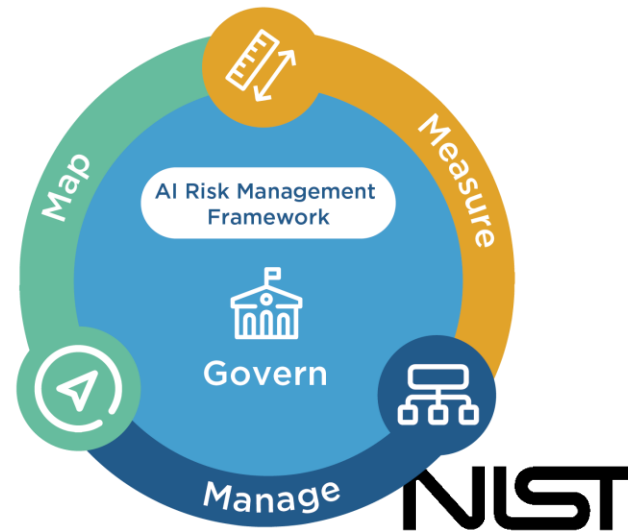 Map
Measure
AI Risk Management
Framework
Govern
Manage
NIST